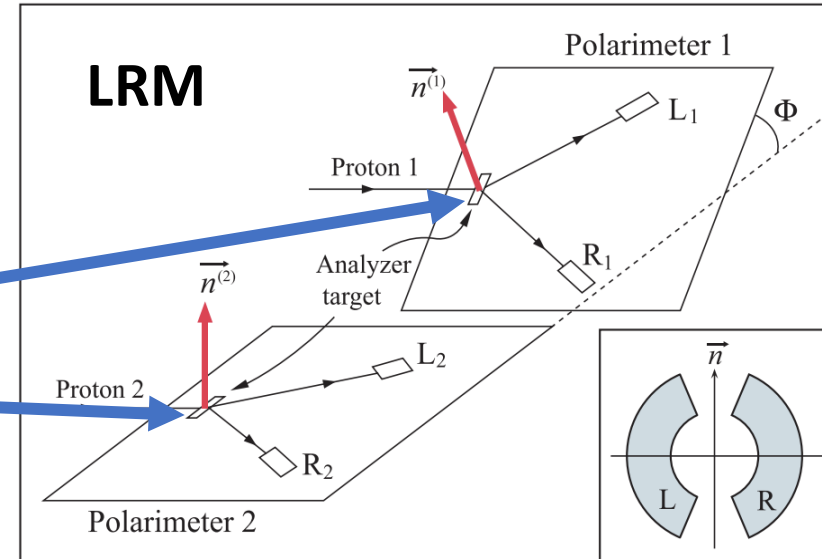 LRM
Polarimeter 1
n⃗⁽¹⁾
L₁
Φ
Proton 1
R₁
Analyzer
target
n⃗⁽²⁾
L₂
Proton 2
R₂
Polarimeter 2
n⃗
L
R